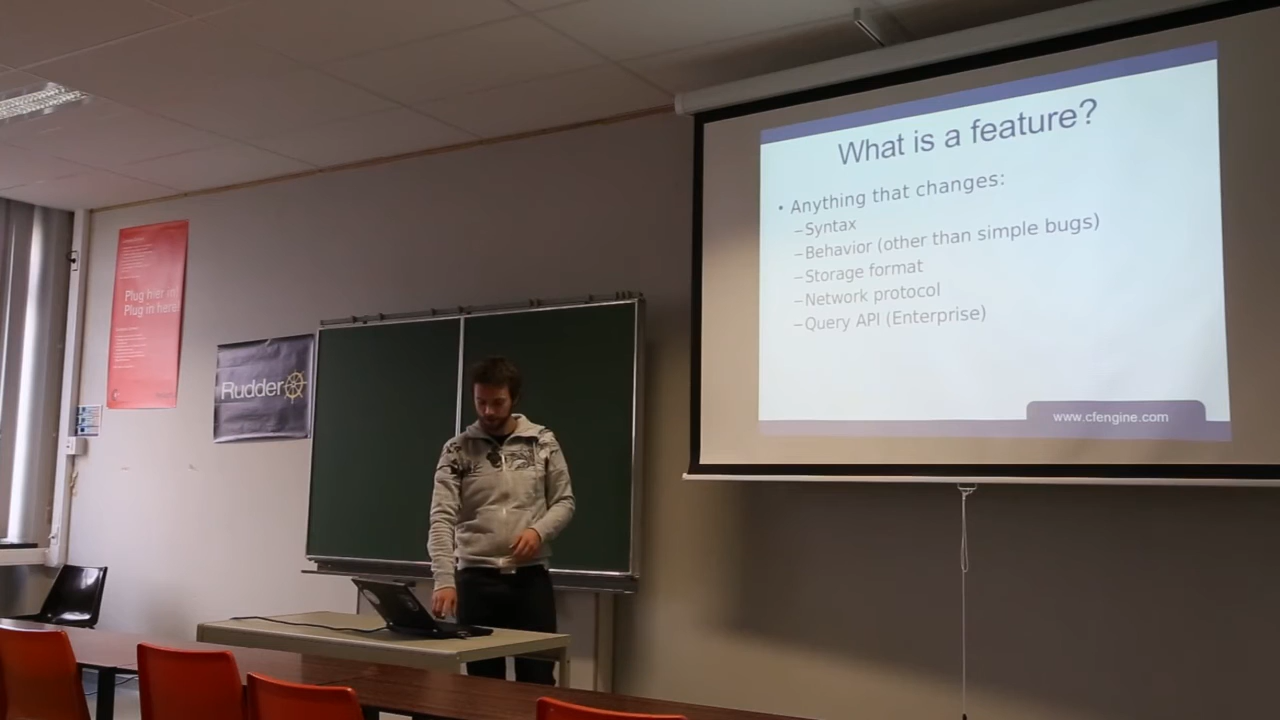 What is a feature?
• Anything that changes:
–Syntax
–Behavior (other than simple bugs)
–Storage format
–Network protocol
–Query API (Enterprise)
www.cfengine.com
Plug hier in!
Plug in here!
Rudder